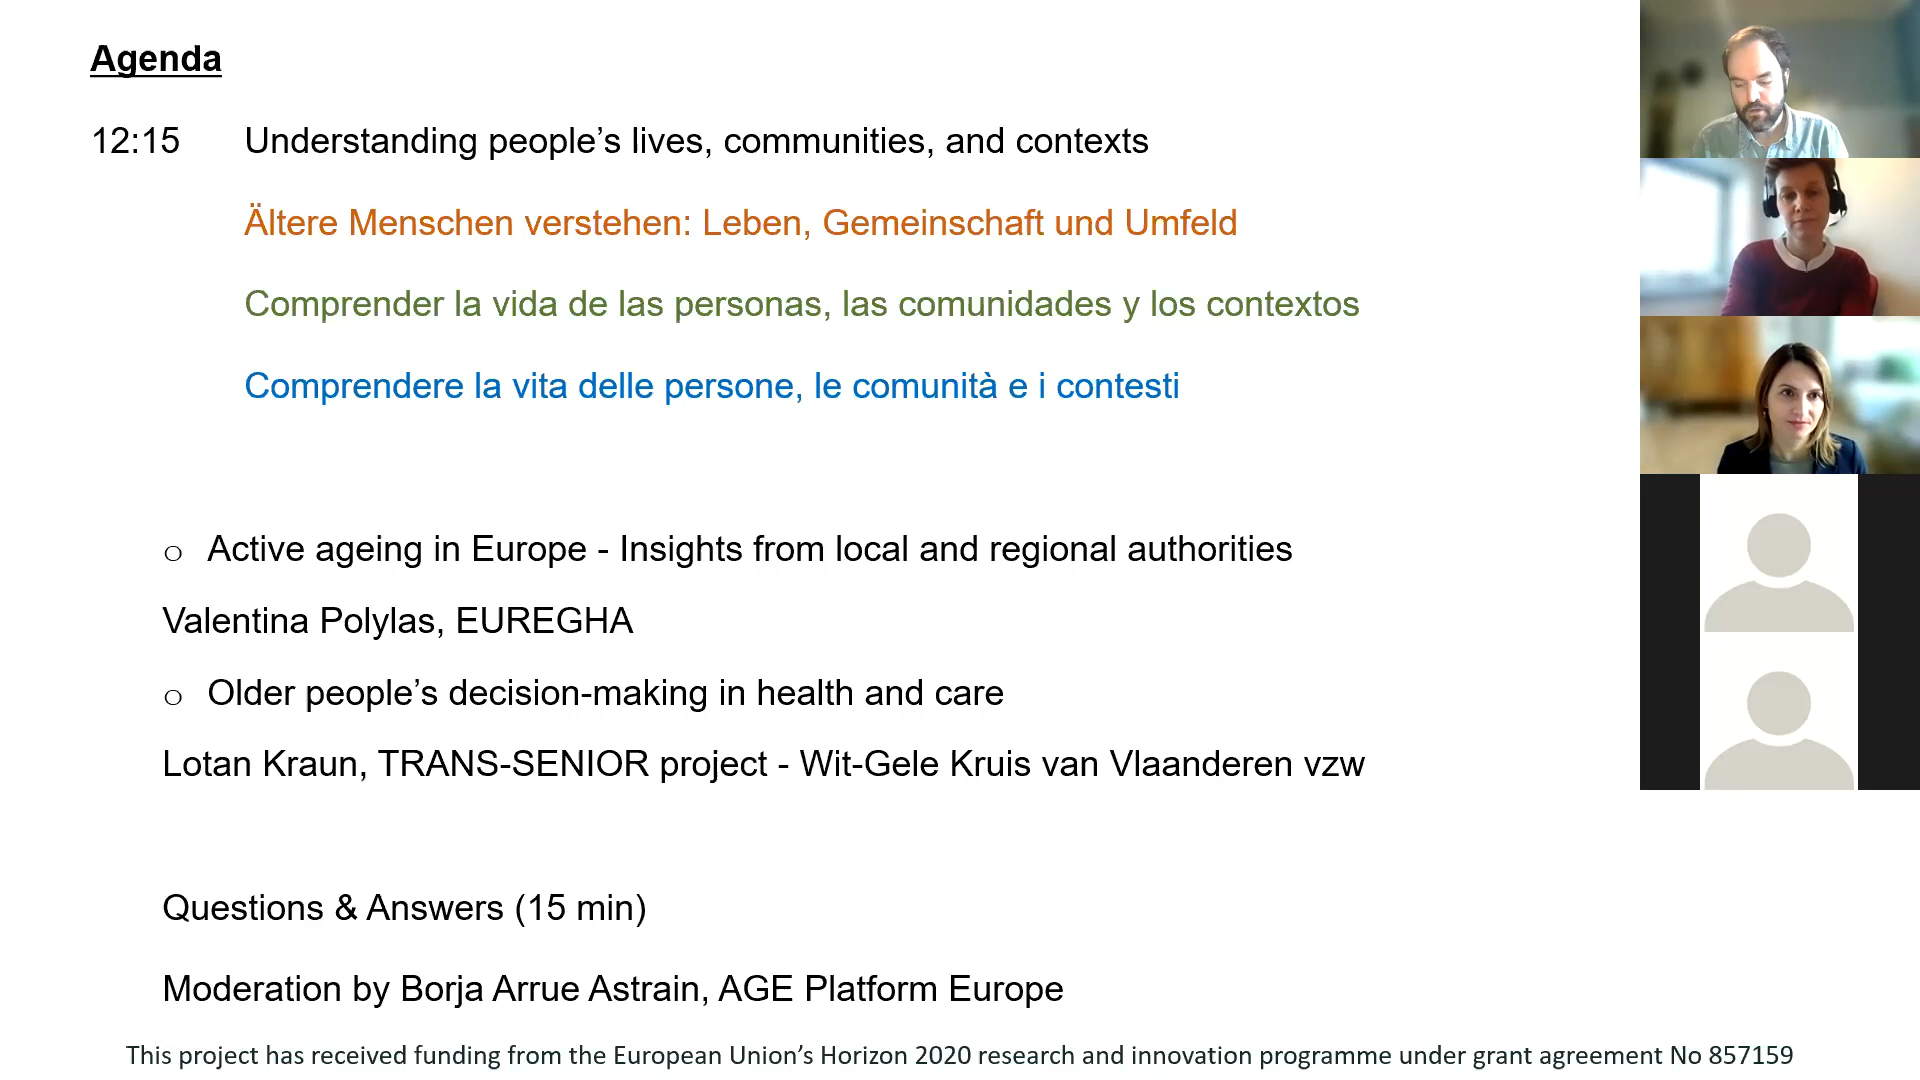 Agenda
12:15 Understanding people’s lives, communities, and contexts
Ältere Menschen verstehen: Leben, Gemeinschaft und Umfeld
Comprender la vida de las personas, las comunidades y los contextos
Comprendere la vita delle persone, le comunità e i contesti
o Active ageing in Europe - Insights from local and regional authorities
Valentina Polylas, EUREGHA
o Older people’s decision-making in health and care
Lotan Kraun, TRANS-SENIOR project - Wit-Gele Kruis van Vlaanderen vzw
Questions & Answers (15 min)
Moderation by Borja Arrue Astrain, AGE Platform Europe
This project has received funding from the European Union’s Horizon 2020 research and innovation programme under grant agreement No 857159